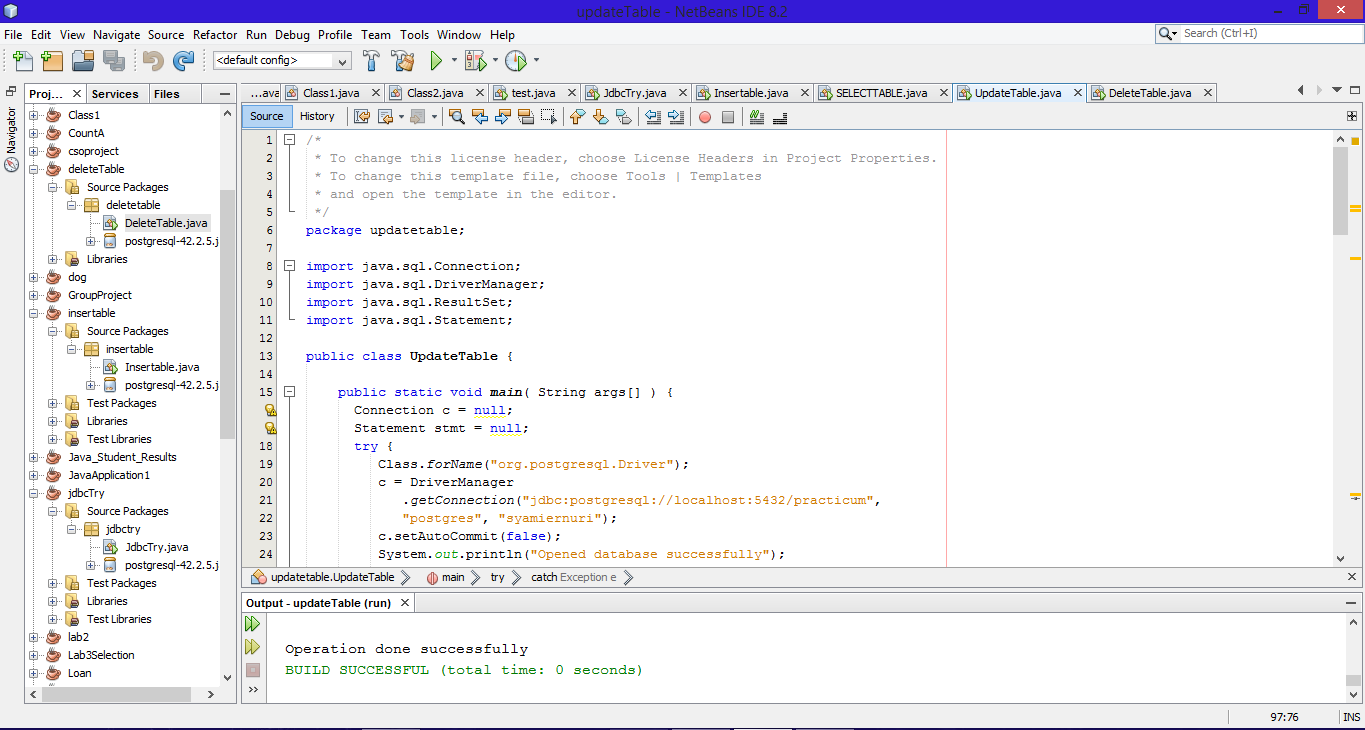 updateTable - NetBeans IDE 8.2
File Edit View Navigate Source Refactor Run Debug Profile Team Tools Window Help
Search (Ctrl+I)
<default config>
Proj... Services Files
...ava Class1.java Class2.java test.java JdbcTry.java Insertable.java SELECTTABLE.java UpdateTable.java DeleteTable.java
Navigator
Source History
Class1
CountA
csoproject
deleteTable
Source Packages
deletetable
DeleteTable.java
postgresql-42.2.5.j
Libraries
dog
GroupProject
insertable
Source Packages
insertable
Insertable.java
postgresql-42.2.5.j
Test Packages
Libraries
Test Libraries
Java_Student_Results
JavaApplication1
jdbcTry
Source Packages
jdbctry
JdbcTry.java
postgresql-42.2.5.j
Test Packages
Libraries
Test Libraries
lab2
Lab3Selection
Loan
1 /*
2 * To change this license header, choose License Headers in Project Properties.
3 * To change this template file, choose Tools | Templates
4 * and open the template in the editor.
5 */
6 package updatetable;
7
8 import java.sql.Connection;
9 import java.sql.DriverManager;
10 import java.sql.ResultSet;
11 import java.sql.Statement;
12
13 public class UpdateTable {
14
15 public static void main( String args[] ) {
Connection c = null;
Statement stmt = null;
18 try {
19 Class.forName("org.postgresql.Driver");
20 c = DriverManager
21 .getConnection("jdbc:postgresql://localhost:5432/practicum",
22 "postgres", "syamiernuri");
23 c.setAutoCommit(false);
24 System.out.println("Opened database successfully");
updatetable.UpdateTable main try catch Exception e
Output - updateTable (run)
Operation done successfully
BUILD SUCCESSFUL (total time: 0 seconds)
97:76 INS